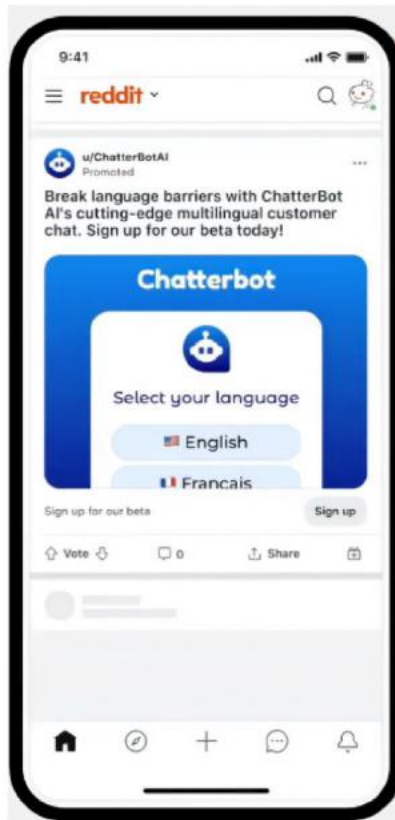 9:41
reddit
u/ChatterBotAI
Promoted
Break language barriers with ChatterBot
AI's cutting-edge multilingual customer
chat. Sign up for our beta today!
Chatterbot
Select your language
English
Français
Sign up for our beta
Sign up
Vote
0
Share